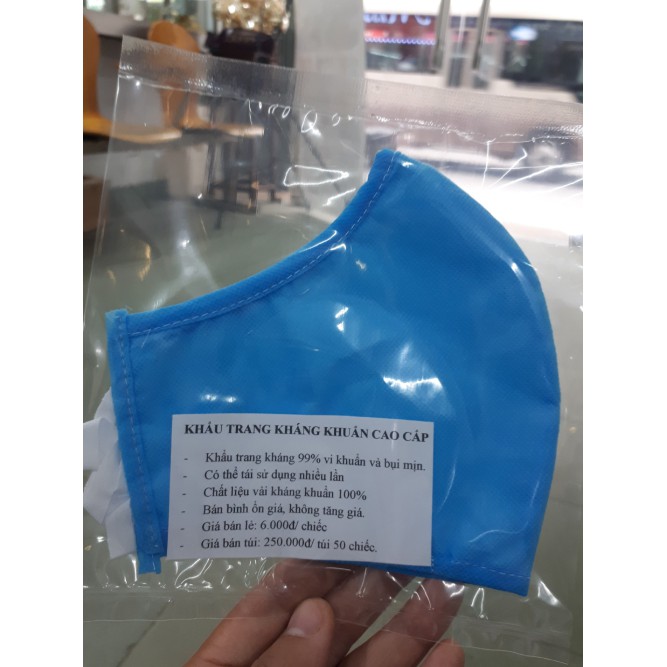 KHẨU TRANG KHÁNG KHUẨN CAO CẤP
- Khẩu trang kháng 99% vi khuẩn và bụi mịn.
- Có thể tái sử dụng nhiều lần
- Chất liệu vải kháng khuẩn 100%
- Bán bình ổn giá, không tăng giá.
- Giá bán lẻ: 6.000đ/ chiếc
- Giá bán túi: 250.000đ/ túi 50 chiếc.